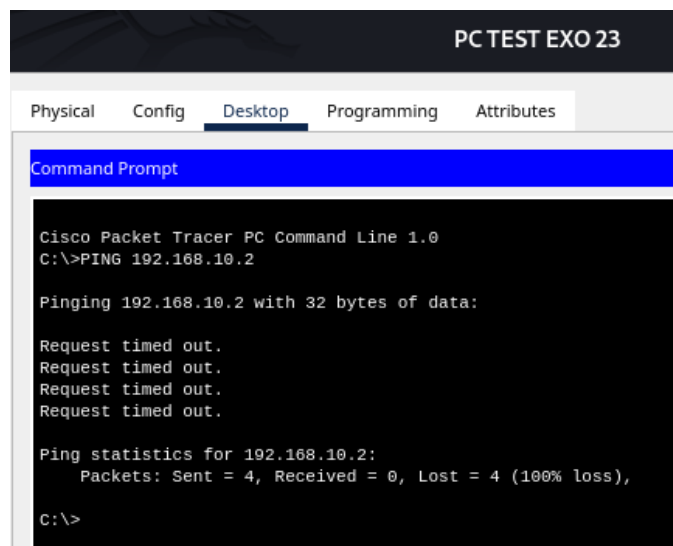 PC TEST EXO 23
Physical Config Desktop Programming Attributes
Command Prompt
Cisco Packet Tracer PC Command Line 1.0
C:\>PING 192.168.10.2
Pinging 192.168.10.2 with 32 bytes of data:
Request timed out.
Request timed out.
Request timed out.
Request timed out.
Ping statistics for 192.168.10.2:
Packets: Sent = 4, Received = 0, Lost = 4 (100% loss),
C:\>